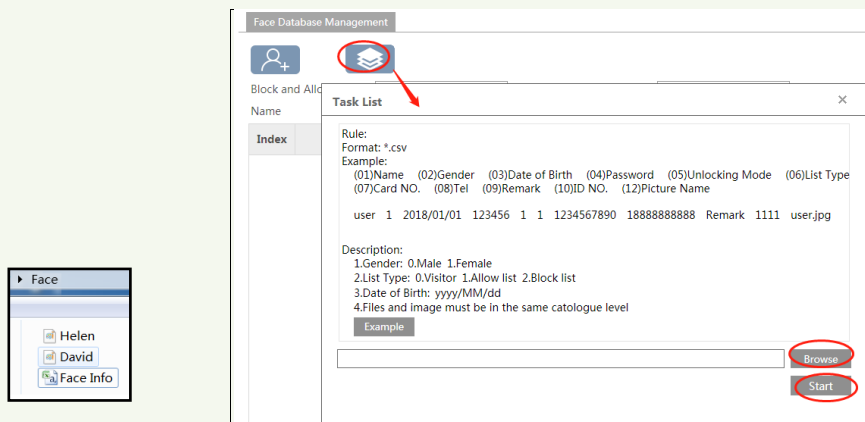 Face Database Management
Block and Allo
Name
Index
Task List
Rule:
Format: *.csv
Example:
(01)Name (02)Gender (03)Date of Birth (04)Password (05)Unlocking Mode (06)List Type
(07)Card NO. (08)Tel (09)Remark (10)ID NO. (12)Picture Name
user 1 2018/01/01 123456 1 1 1234567890 18888888888 Remark 1111 user.jpg
Description:
1.Gender: 0.Male 1.Female
2.List Type: 0.Visitor 1.Allow list 2.Block list
3.Date of Birth: yyyy/MM/dd
4.Files and image must be in the same catologue level
Example
Browse
Start
Face
Helen
David
Face Info